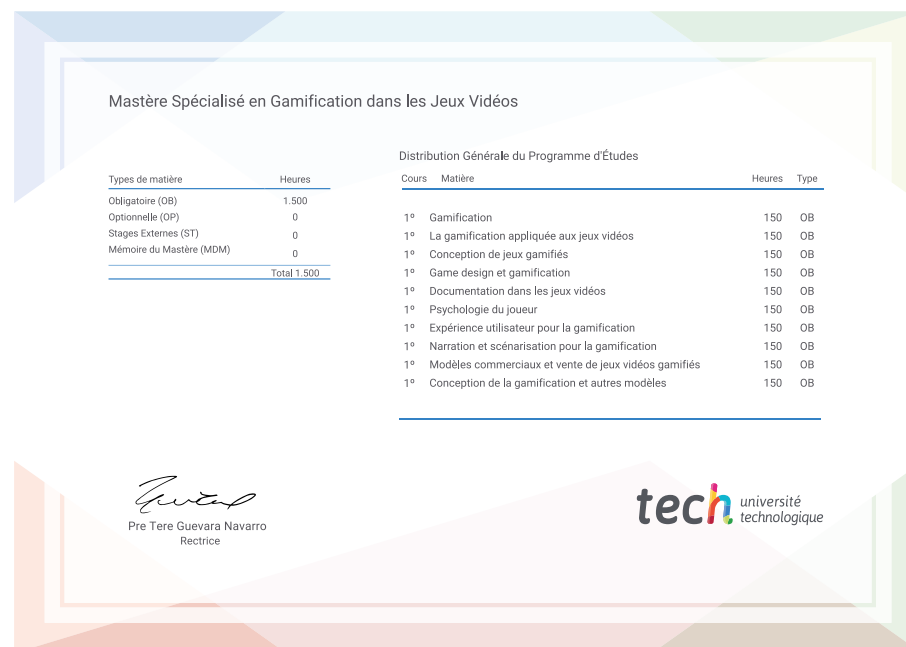 Mastère Spécialisé en Gamification dans les Jeux Vidéos
Types de matière Heures
Obligatoire (OB) 1.500
Optionnelle (OP) 0
Stages Externes (ST) 0
Mémoire du Mastère (MDM) 0
Total 1.500
Distribution Générale du Programme d'Études
Cours Matière Heures Type
1º Gamification 150 OB
1º La gamification appliquée aux jeux vidéos 150 OB
1º Conception de jeux gamifiés 150 OB
1º Game design et gamification 150 OB
1º Documentation dans les jeux vidéos 150 OB
1º Psychologie du joueur 150 OB
1º Expérience utilisateur pour la gamification 150 OB
1º Narration et scénarisation pour la gamification 150 OB
1º Modèles commerciaux et vente de jeux vidéos gamifiés 150 OB
1º Conception de la gamification et autres modèles 150 OB
Pre Tere Guevara Navarro
Rectrice
tech université
technologique